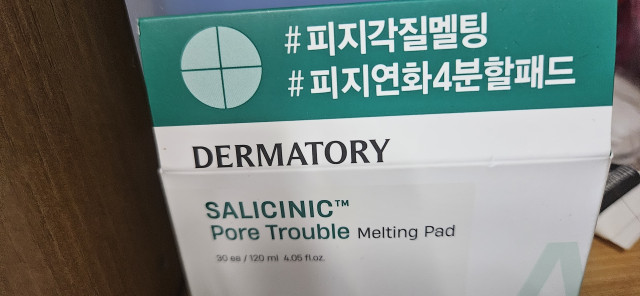 #피지각질멜팅
#피지연화4분할패드
DERMATORY
SALICINIC™
Pore Trouble Melting Pad
30 ea / 120 ml 4.05 fl.oz.